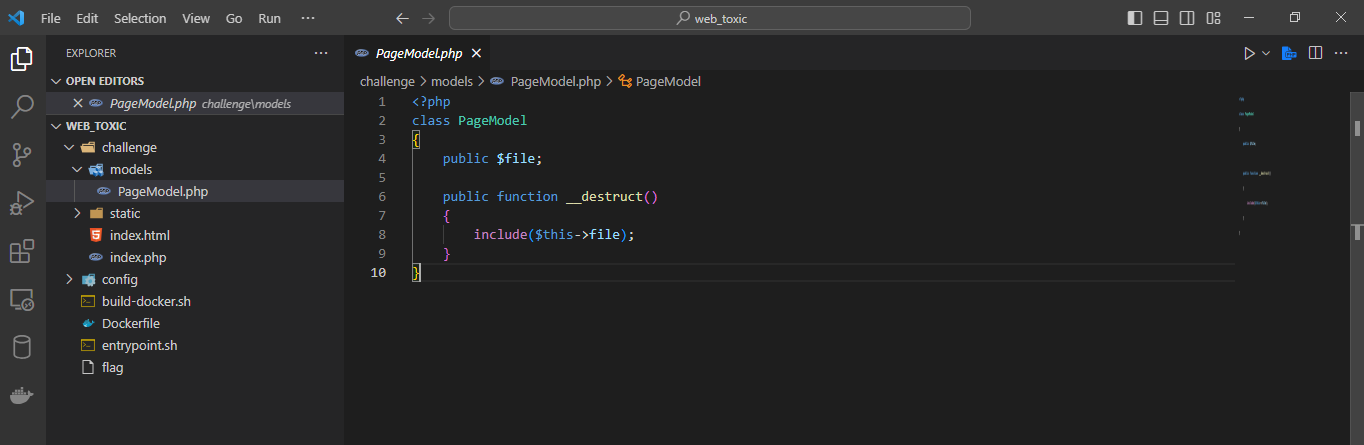 File Edit Selection View Go Run ··· web_toxic
EXPLORER ···
OPEN EDITORS
PageModel.php challenge\models
WEB_TOXIC
challenge
models
PageModel.php
static
index.html
index.php
config
build-docker.sh
Dockerfile
entrypoint.sh
flag
PageModel.php
challenge > models > PageModel.php > PageModel
1 <?php
2 class PageModel
3 {
4 public $file;
5
6 public function __destruct()
7 {
8 include($this->file);
9 }
10 }